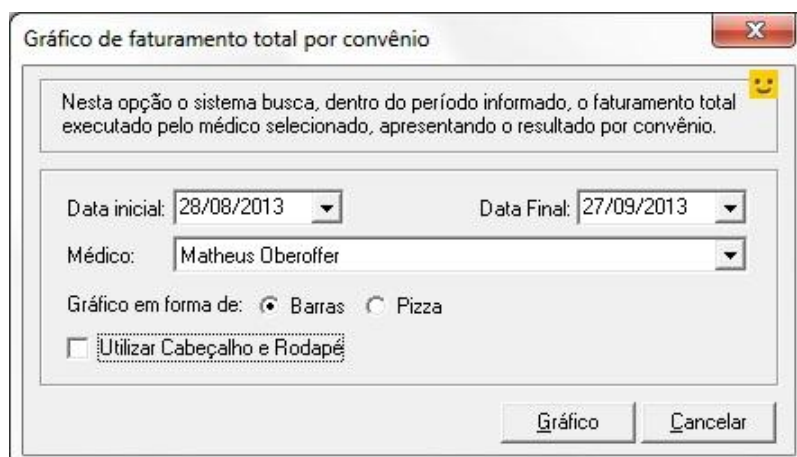 Gráfico de faturamento total por convênio
Nesta opção o sistema busca, dentro do período informado, o faturamento total
executado pelo médico selecionado, apresentando o resultado por convênio.
Data inicial: 28/08/2013 Data Final: 27/09/2013
Médico: Matheus Oberoffer
Gráfico em forma de: Barras Pizza
Utilizar Cabeçalho e Rodapé
Gráfico Cancelar